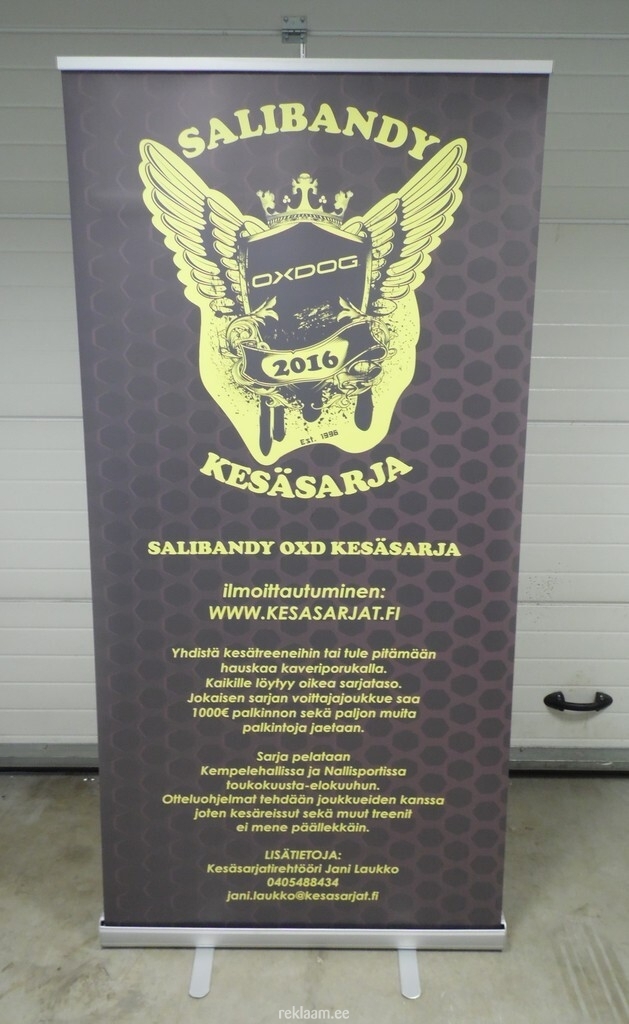 SALIBANDY
OXDOG
2016
Est. 1996
KESÄSARJA
SALIBANDY OXD KESÄSARJA
ilmoittautuminen:
WWW.KESASARJAT.FI
Yhdistä kesätreeneihin tai tule pitämään
hauskaa kaveriporukalla.
Kaikille löytyy oikea sarjataso.
Jokaisen sarjan voittajajoukkue saa
1000€ palkinnon sekä paljon muita
palkintoja jaetaan.
Sarja pelataan
Kempelehallissa ja Nallisportissa
toukokuusta-elokuuhun.
Otteluohjelmat tehdään joukkueiden kanssa
joten kesäreissut sekä muut treenit
ei mene päällekkäin.
LISÄTIETOJA:
Kesäsarjatirehtööri Jani Laukko
0405488434
jani.laukko@kesasarjat.fi
reklaam.ee